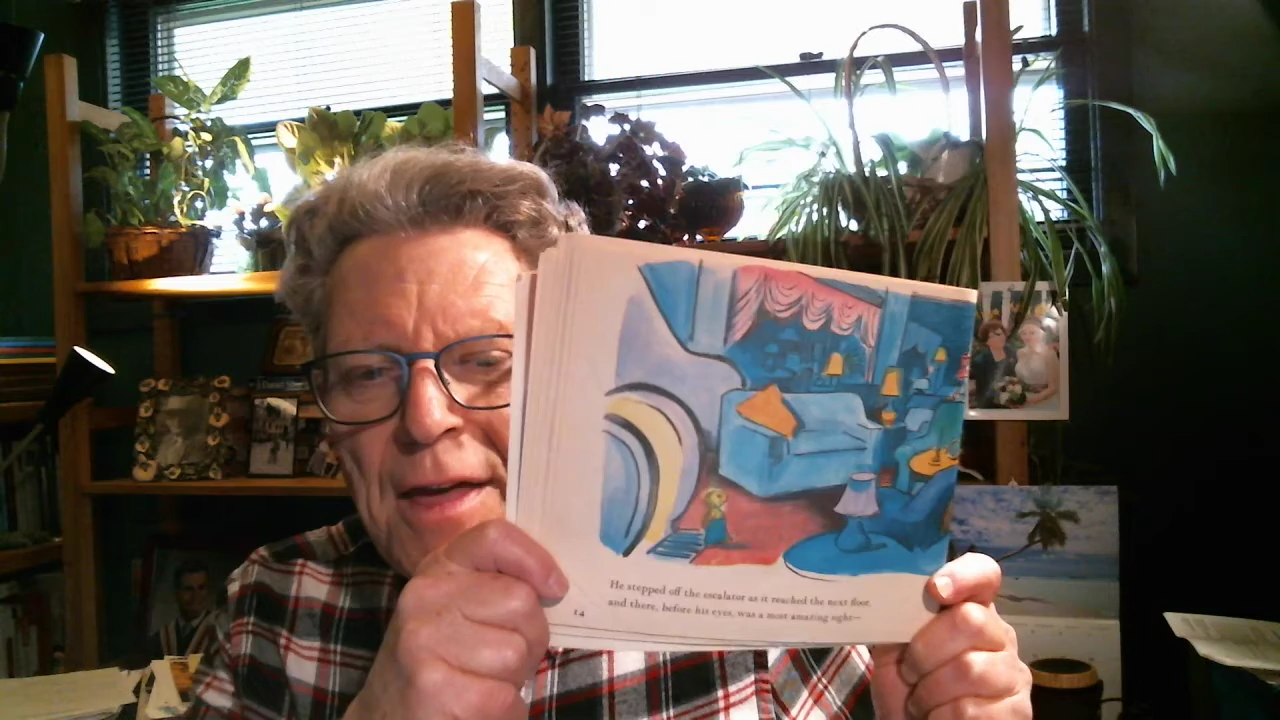 He stepped off the escalator as it reached the next floor,
and there, before his eyes, was a most amazing sight—
14